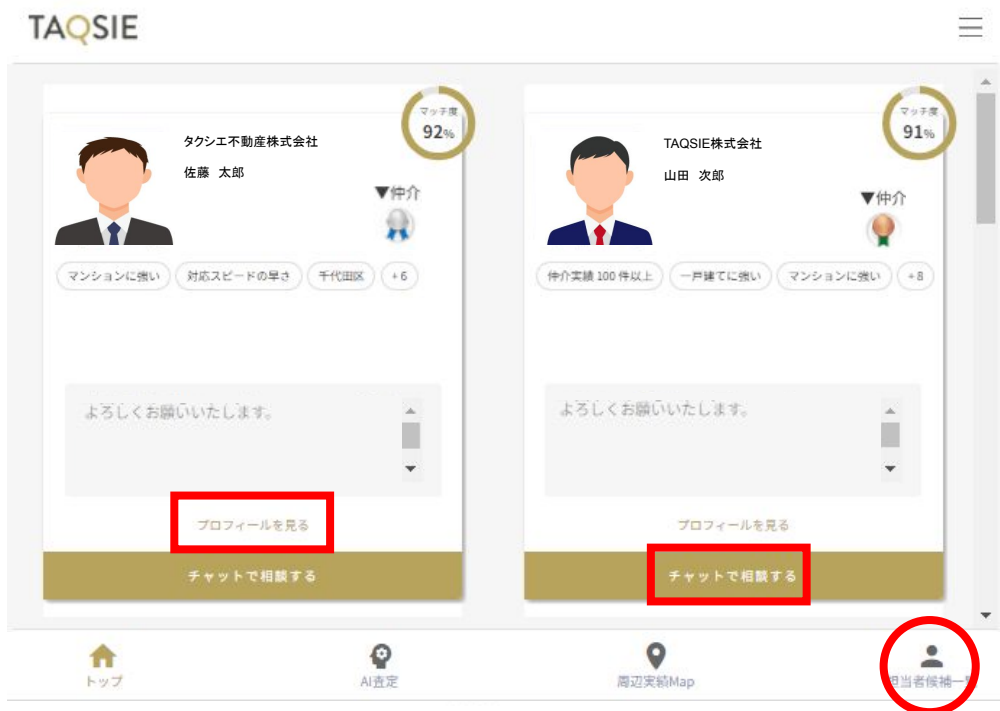 TAQSIE
マッチ度
92%
タクシエ不動産株式会社
佐藤 太郎
▼仲介
マンションに強い
対応スピードの早さ
千代田区
+6
よろしくお願いいたします。
プロフィールを見る
チャットで相談する
マッチ度
91%
TAQSIE株式会社
山田 次郎
▼仲介
仲介実績 100 件以上
一戸建てに強い
マンションに強い
+8
よろしくお願いいたします。
プロフィールを見る
チャットで相談する
トップ
AI査定
周辺実績Map
担当者候補一